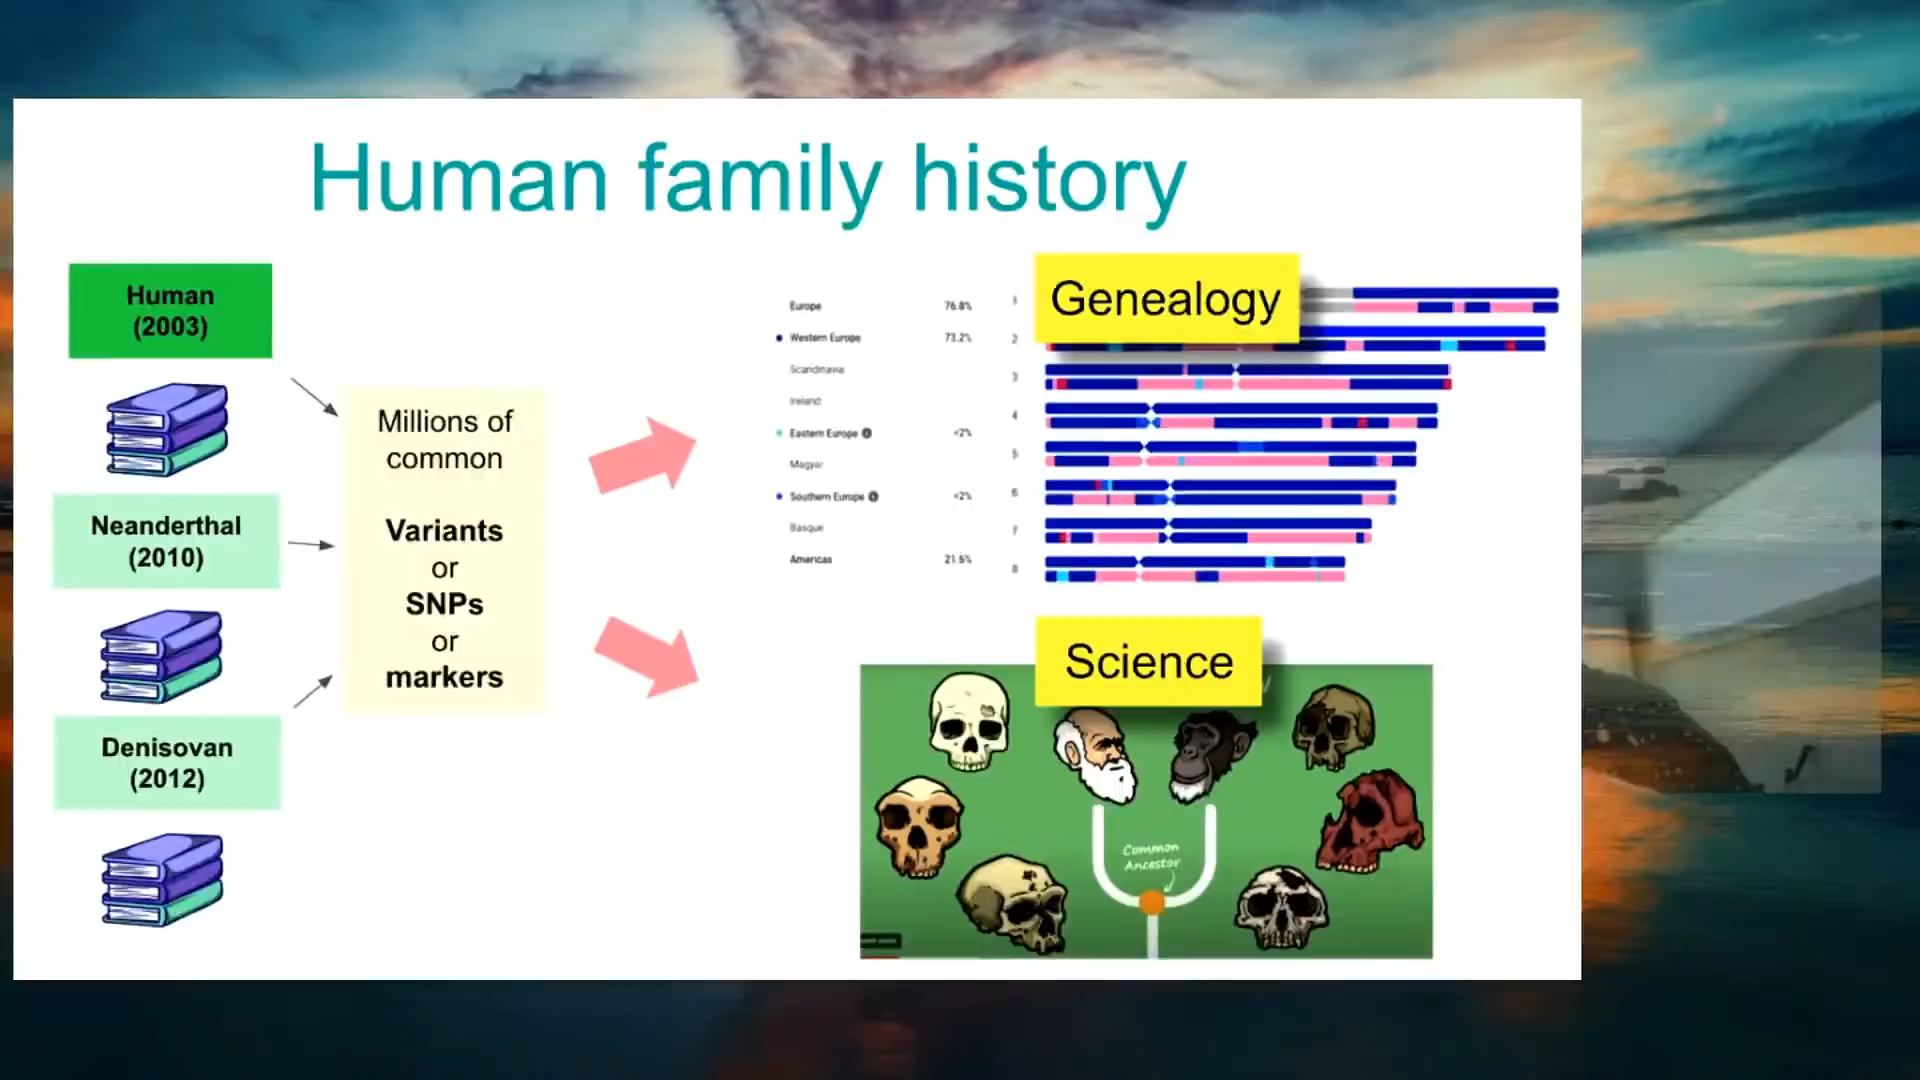 Human family history
Human
(2003)
Neanderthal
(2010)
Denisovan
(2012)
Millions of
common
Variants
or
SNPs
or
markers
Genealogy
Europe 76.8%
Western Europe 73.2%
Scandinavia
Ireland
Eastern Europe <2%
Magyar
Southern Europe <2%
Basque
Americas 21.6%
1
2
3
4
5
6
7
8
Science
Common
Ancestor